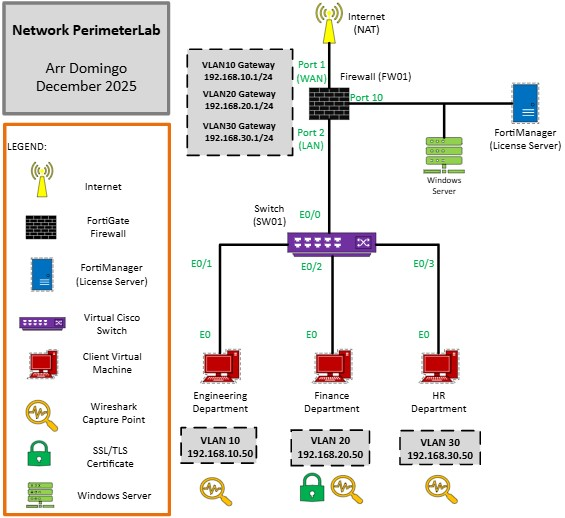 Network PerimeterLab
Arr Domingo
December 2025
LEGEND:
Internet
FortiGate
Firewall
FortiManager
(License Server)
Virtual Cisco
Switch
Client Virtual
Machine
Wireshark
Capture Point
SSL/TLS
Certificate
Windows Server
Internet
(NAT)
Port 1
(WAN)
Firewall (FW01)
Port 10
VLAN10 Gateway
192.168.10.1/24
VLAN20 Gateway
192.168.20.1/24
VLAN30 Gateway
192.168.30.1/24
Port 2
(LAN)
FortiManager
(License Server)
Windows
Server
E0/0
Switch
(SW01)
E0/1
E0/2
E0/3
E0
E0
E0
Engineering
Department
Finance
Department
HR
Department
VLAN 10
192.168.10.50
VLAN 20
192.168.20.50
VLAN 30
192.168.30.50